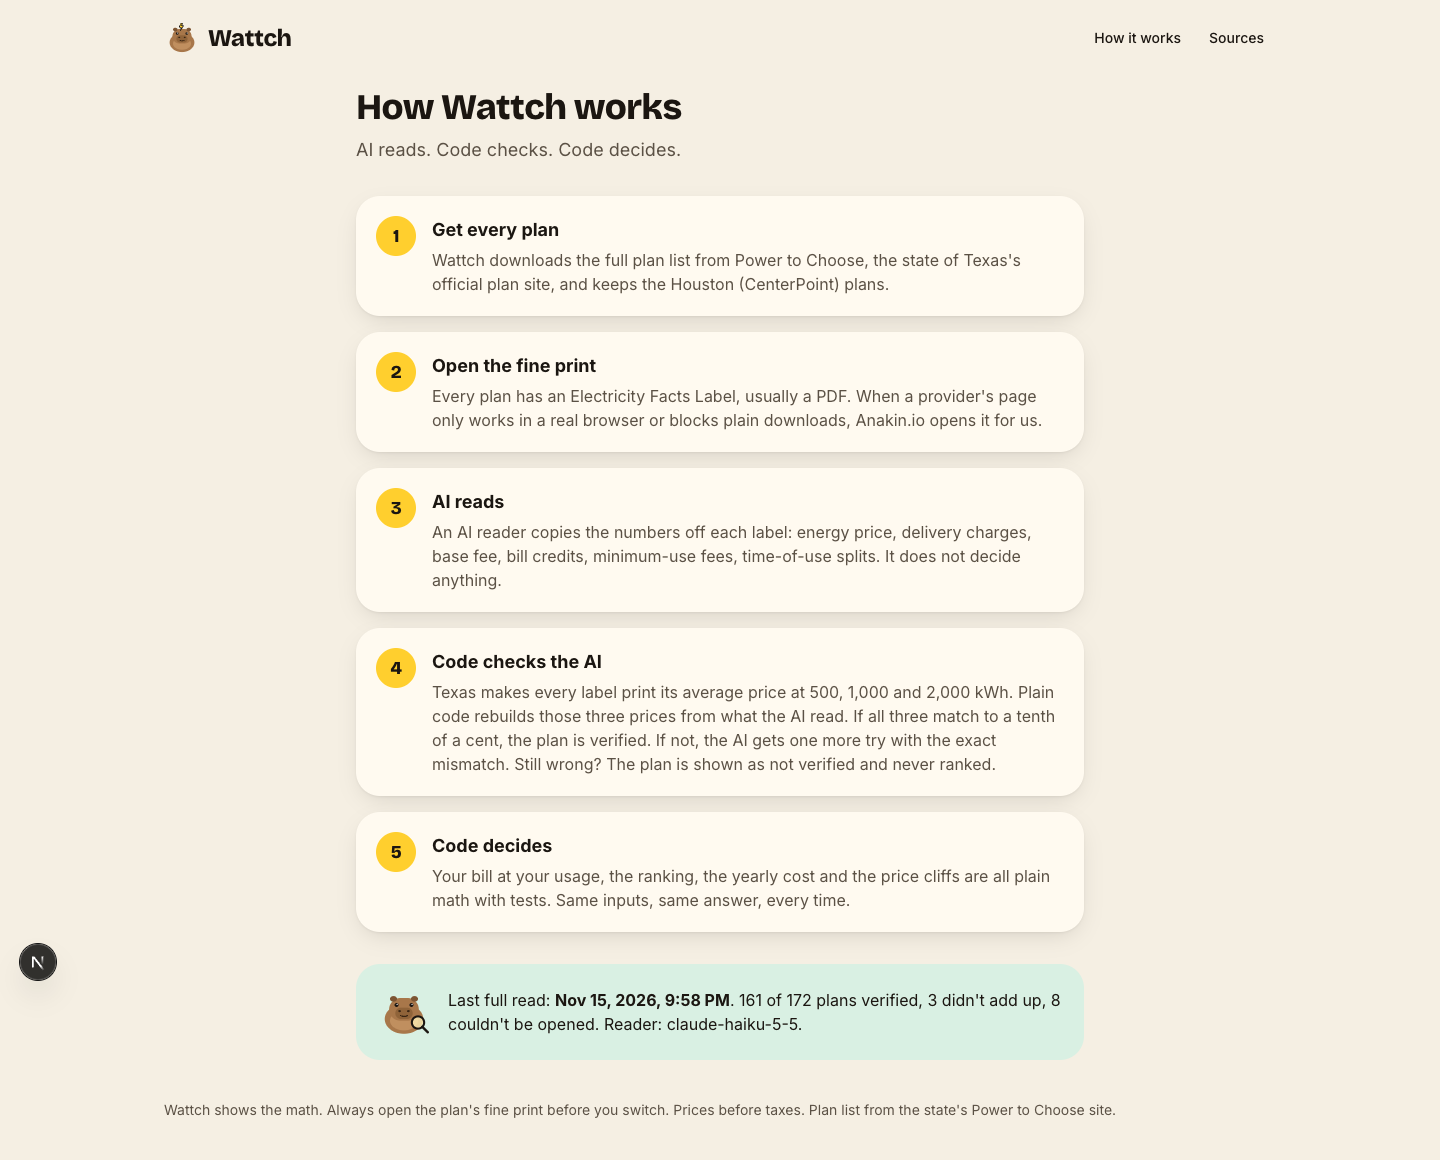 Wattch
How it works
Sources
How Wattch works
AI reads. Code checks. Code decides.
1
Get every plan
Wattch downloads the full plan list from Power to Choose, the state of Texas's
official plan site, and keeps the Houston (CenterPoint) plans.
2
Open the fine print
Every plan has an Electricity Facts Label, usually a PDF. When a provider's page
only works in a real browser or blocks plain downloads, Anakin.io opens it for us.
3
AI reads
An AI reader copies the numbers off each label: energy price, delivery charges,
base fee, bill credits, minimum-use fees, time-of-use splits. It does not decide
anything.
4
Code checks the AI
Texas makes every label print its average price at 500, 1,000 and 2,000 kWh. Plain
code rebuilds those three prices from what the AI read. If all three match to a tenth
of a cent, the plan is verified. If not, the AI gets one more try with the exact
mismatch. Still wrong? The plan is shown as not verified and never ranked.
5
Code decides
Your bill at your usage, the ranking, the yearly cost and the price cliffs are all plain
math with tests. Same inputs, same answer, every time.
N
Last full read: Nov 15, 2026, 9:58 PM. 161 of 172 plans verified, 3 didn't add up, 8
couldn't be opened. Reader: claude-haiku-5-5.
Wattch shows the math. Always open the plan's fine print before you switch. Prices before taxes. Plan list from the state's Power to Choose site.